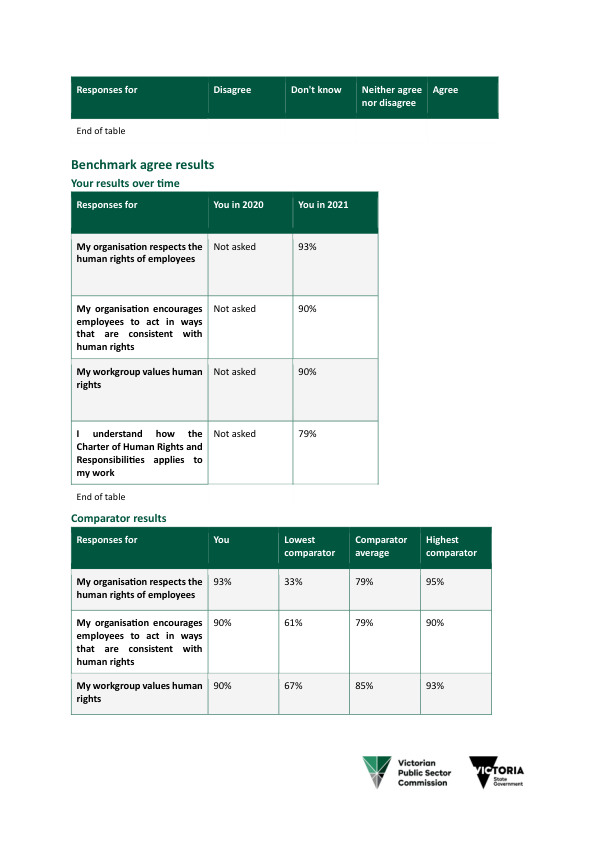 Responses for Disagree Don't know Neither agree Agree
nor disagree
End of table
Benchmark agree results
Your results over time
Responses for You in 2020 You in 2021
My organisation respects the Not asked 93%
human rights of employees
My organisation encourages Not asked 90%
employees to act in ways
that are consistent with
human rights
My workgroup values human Not asked 90%
rights
I understand how the Not asked 79%
Charter of Human Rights and
Responsibilities applies to
my work
End of table
Comparator results
Responses for You Lowest Comparator Highest
comparator average comparator
My organisation respects the 93% 33% 79% 95%
human rights of employees
My organisation encourages 90% 61% 79% 90%
employees to act in ways
that are consistent with
human rights
My workgroup values human 90% 67% 85% 93%
rights
Victorian
Public Sector
Commission
VICTORIA
State
Government